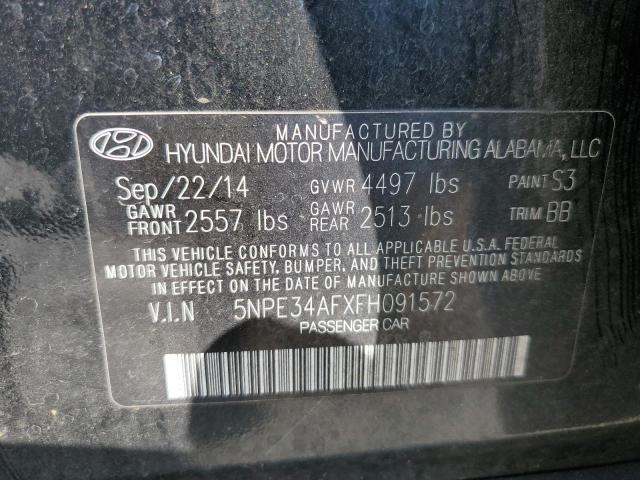 MANUFACTURED BY
HYUNDAI MOTOR MANUFACTURING ALABAMA, LLC
Sep/22/14 GVWR 4497 lbs PAINT S3
GAWR FRONT 2557 lbs GAWR REAR 2513 lbs TRIM BB
THIS VEHICLE CONFORMS TO ALL APPLICABLE U.S.A. FEDERAL
MOTOR VEHICLE SAFETY, BUMPER, AND THEFT PREVENTION STANDARDS
IN EFFECT ON THE DATE OF MANUFACTURE SHOWN ABOVE.
V.I.N 5NPE34AFXFH091572
PASSENGER CAR